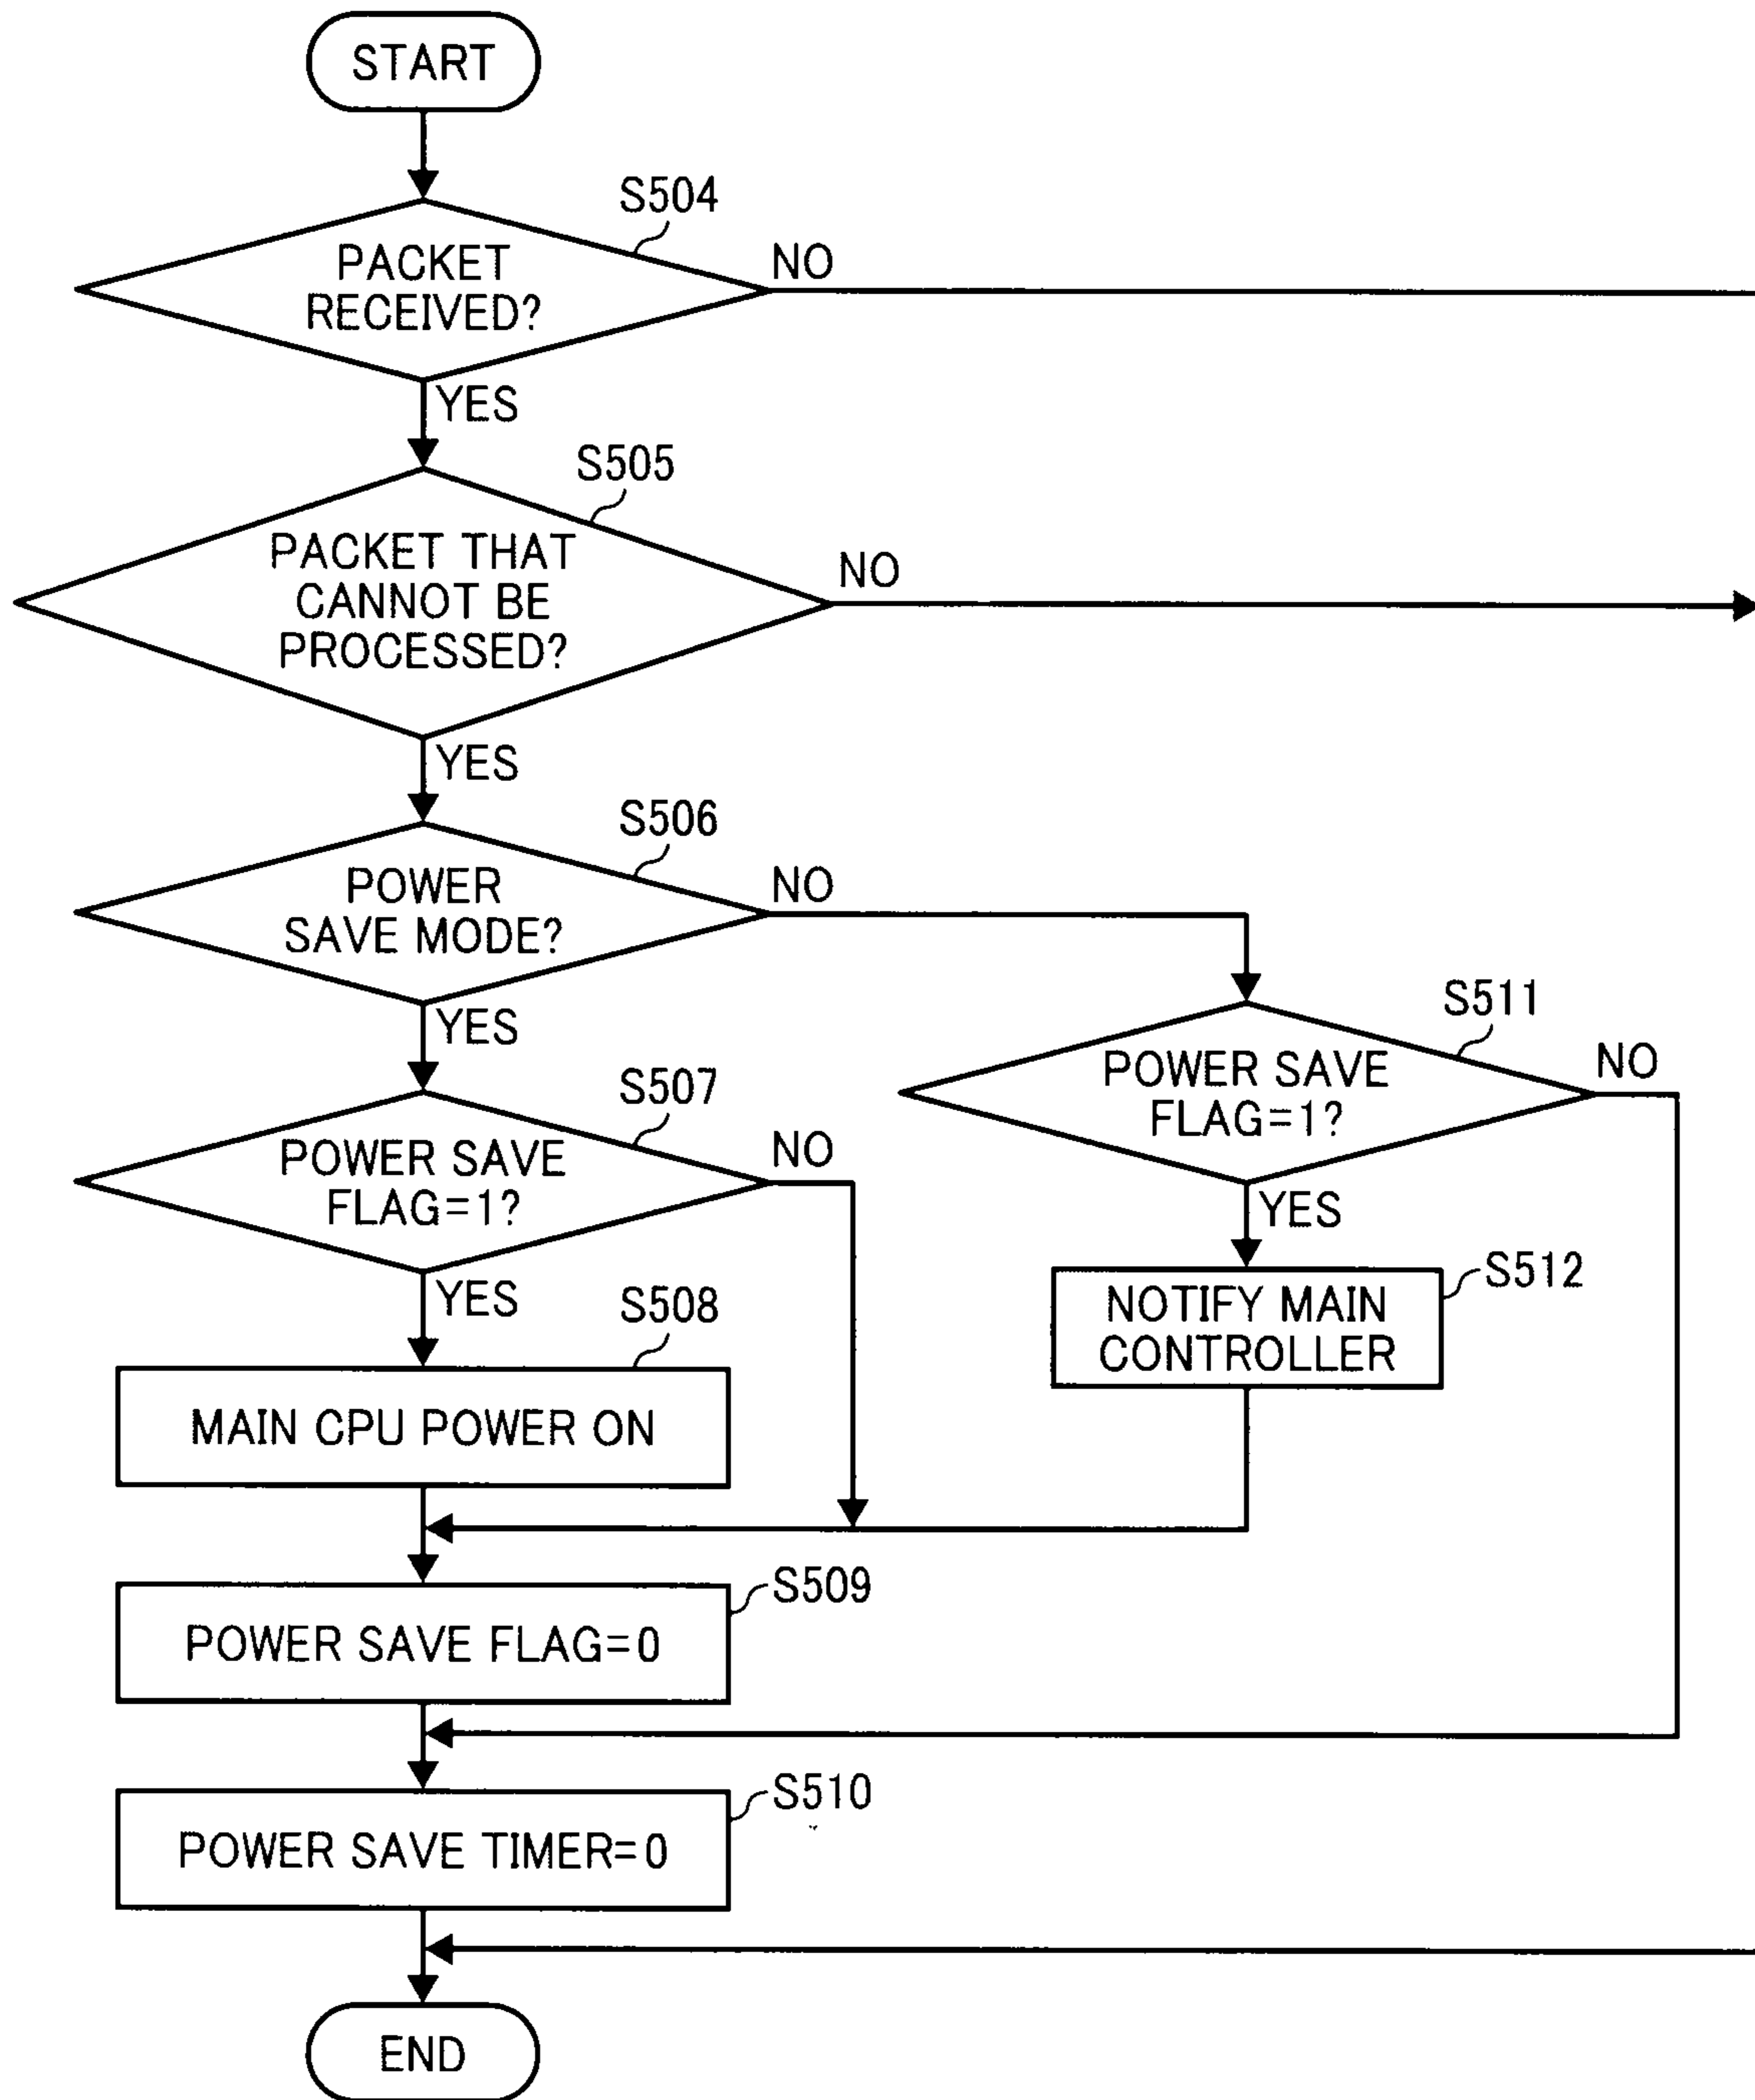 START
S504
PACKET
RECEIVED?
NO
YES
S505
PACKET THAT
CANNOT BE
PROCESSED?
NO
YES
S506
POWER
SAVE MODE?
NO
YES
S511
POWER SAVE
FLAG=1?
NO
YES
S507
POWER SAVE
FLAG=1?
NO
YES
S512
NOTIFY MAIN
CONTROLLER
S508
MAIN CPU POWER ON
S509
POWER SAVE FLAG=0
S510
POWER SAVE TIMER=0
END